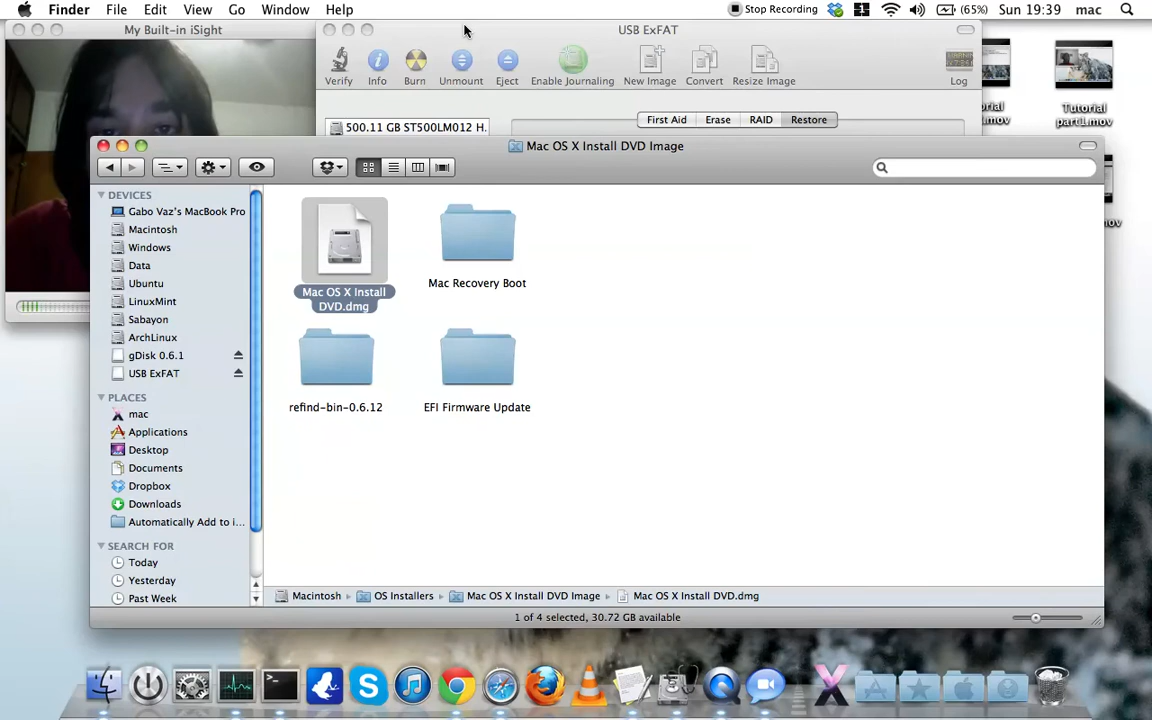 Finder File Edit View Go Window Help
Stop Recording (65%) Sun 19:39 mac
My Built-in iSight
USB ExFAT
Verify Info Burn Unmount Eject Enable Journaling New Image Convert Resize Image Log
500.11 GB ST500LM012 H.
First Aid Erase RAID Restore
Tutorial
part1.mov
Mac OS X Install DVD Image
DEVICES
Gabo Vaz's MacBook Pro
Macintosh
Windows
Data
Ubuntu
LinuxMint
Sabayon
ArchLinux
gDisk 0.6.1
USB ExFAT
PLACES
mac
Applications
Desktop
Documents
Dropbox
Downloads
Automatically Add to i...
SEARCH FOR
Today
Yesterday
Past Week
Mac OS X Install
DVD.dmg
Mac Recovery Boot
refind-bin-0.6.12
EFI Firmware Update
Macintosh OS Installers Mac OS X Install DVD Image Mac OS X Install DVD.dmg
1 of 4 selected, 30.72 GB available